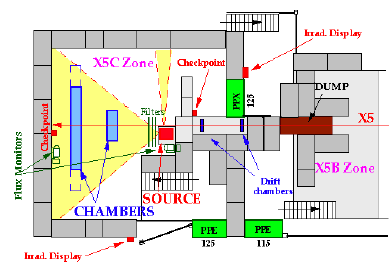 Irrad. Display
X5C Zone
Checkpoint
PPX
125
DUMP
X5
Checkpoint
Filters
X5B Zone
Flux Monitors
SOURCE
Drift
chambers
CHAMBERS
PPE
PPE
Irrad. Display
125
115